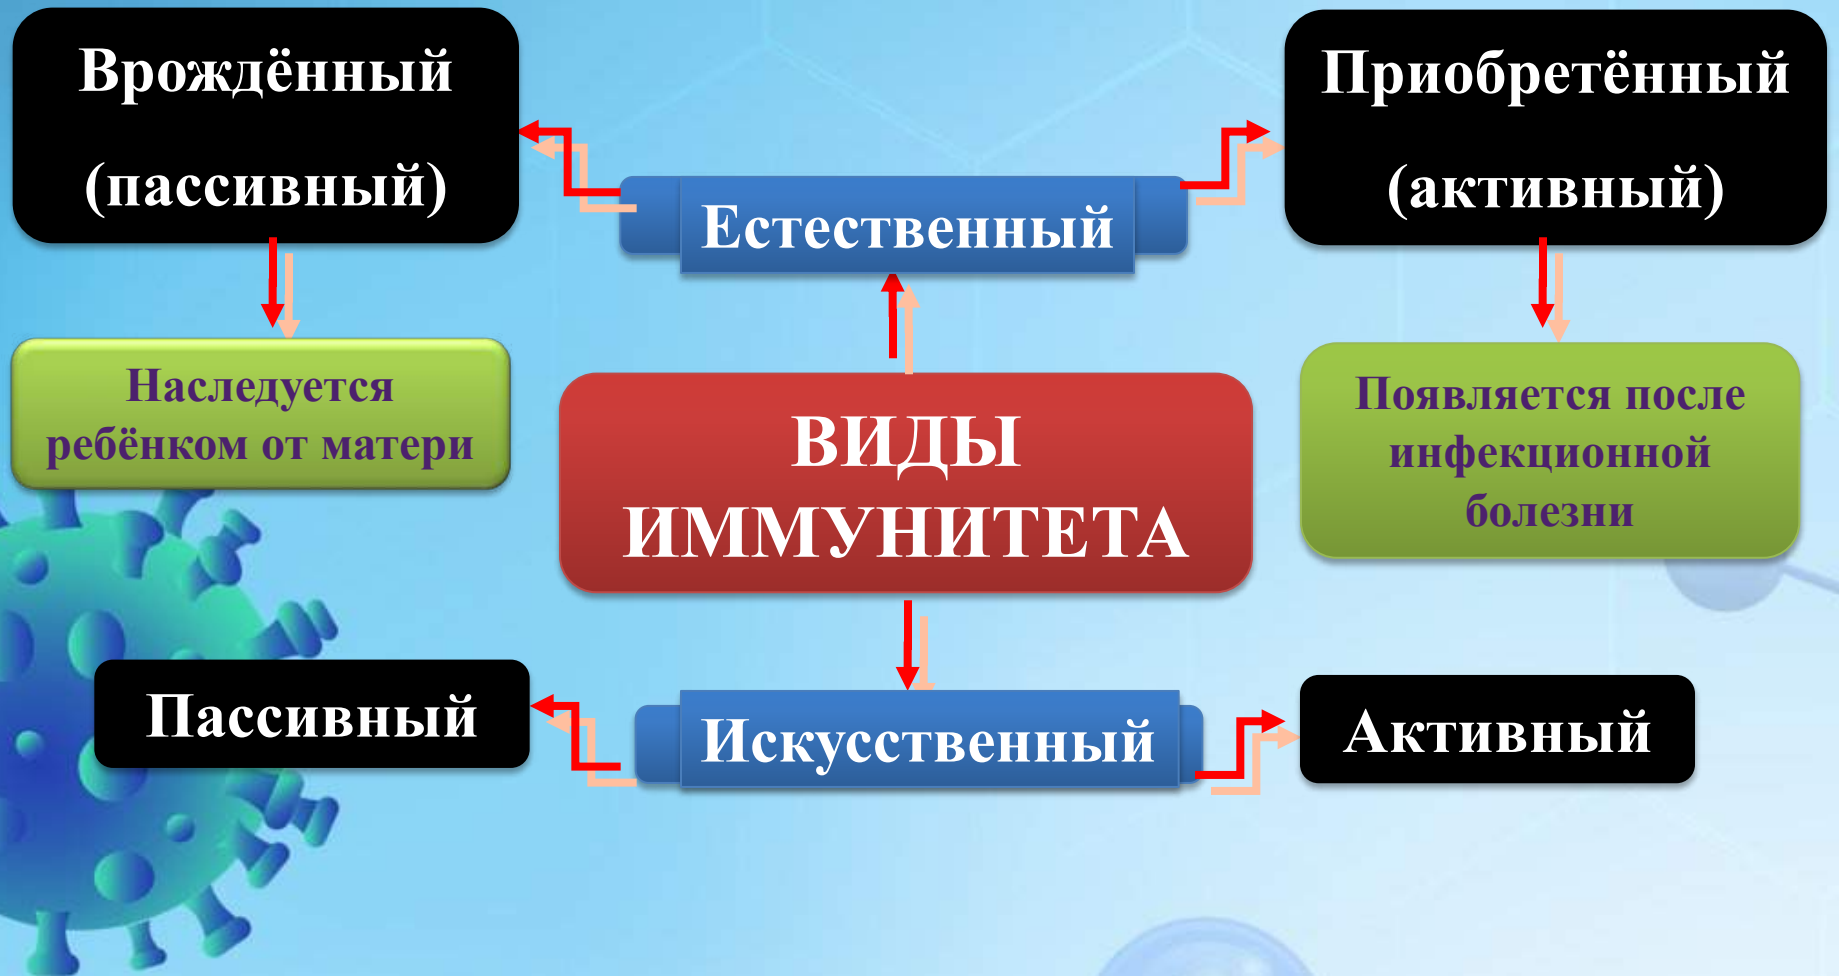 Врождённый
(пассивный)
Приобретённый
(активный)
Естественный
Наследуется
ребёнком от матери
ВИДЫ
ИММУНИТЕТА
Появляется после
инфекционной
болезни
Пассивный
Искусственный
Активный